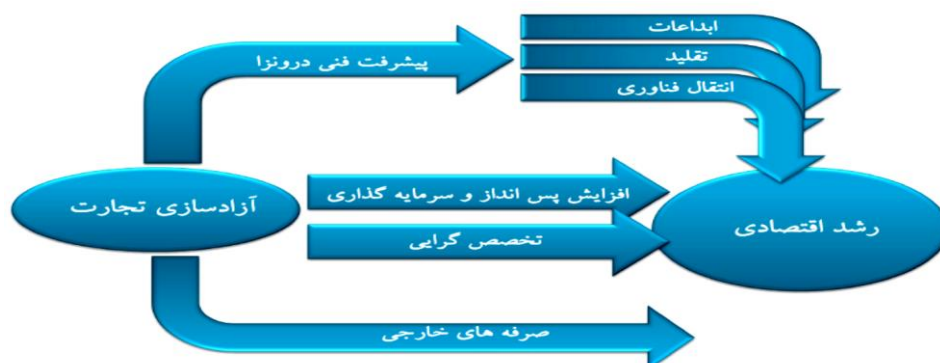 ابداعات
تقلید
انتقال فناوری
پیشرفت فنی درونزا
آزادسازی تجارت
افزایش پس انداز و سرمایه گذاری
تخصص گرایی
رشد اقتصادی
صرفه های خارجی